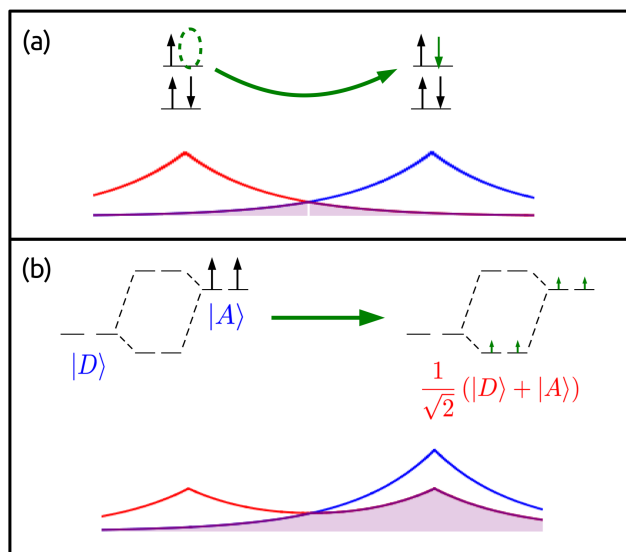 (a)
(b)
|A⟩
|D⟩
1/√2 (|D⟩ + |A⟩)